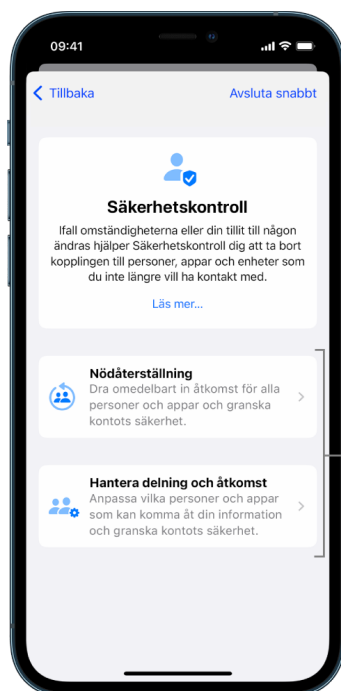 09:41
Tillbaka
Avsluta snabbt
Säkerhetskontroll
Ifall omständigheterna eller din tillit till någon
ändras hjälper Säkerhetskontroll dig att ta bort
kopplingen till personer, appar och enheter som
du inte längre vill ha kontakt med.
Läs mer...
Nödåterställning
Dra omedelbart in åtkomst för alla
personer och appar och granska
kontots säkerhet.
Hantera delning och åtkomst
Anpassa vilka personer och appar
som kan komma åt din information
och granska kontots säkerhet.